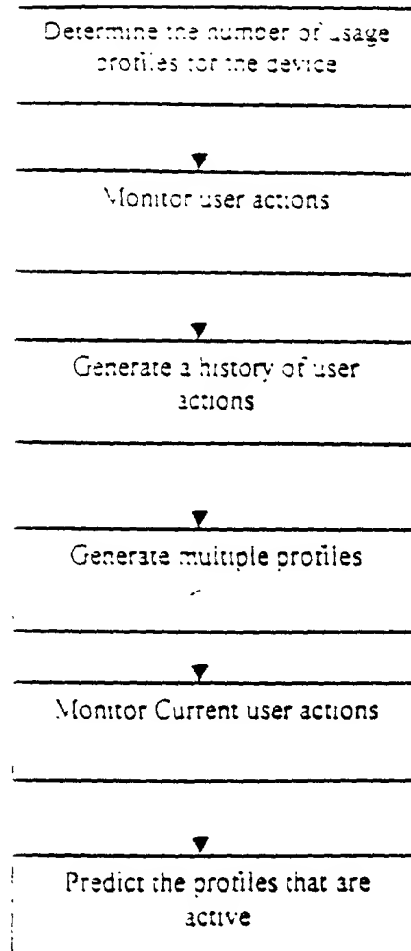 Determine the number of usage
profiles for the device
Monitor user actions
Generate a history of user
actions
Generate multiple profiles
Monitor Current user actions
Predict the profiles that are
active